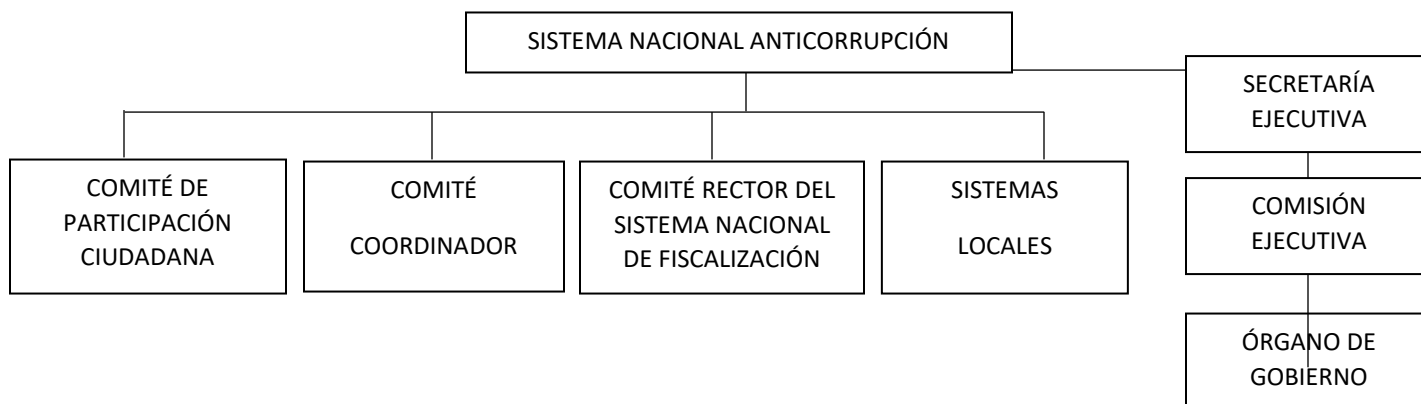 SISTEMA NACIONAL ANTICORRUPCIÓN
SECRETARÍA
EJECUTIVA
COMITÉ DE
PARTICIPACIÓN
CIUDADANA
COMITÉ
COORDINADOR
COMITÉ RECTOR DEL
SISTEMA NACIONAL
DE FISCALIZACIÓN
SISTEMAS
LOCALES
COMISIÓN
EJECUTIVA
ÓRGANO DE
GOBIERNO